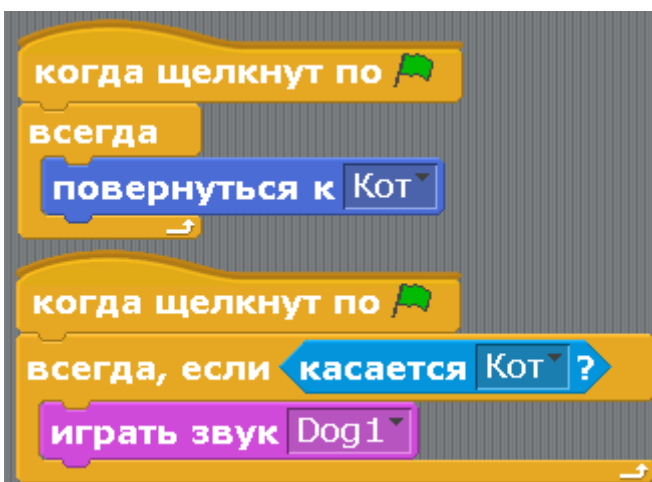 когда щелкнут по
всегда
повернуться к Кот
когда щелкнут по
всегда, если касается Кот ?
играть звук Dog1